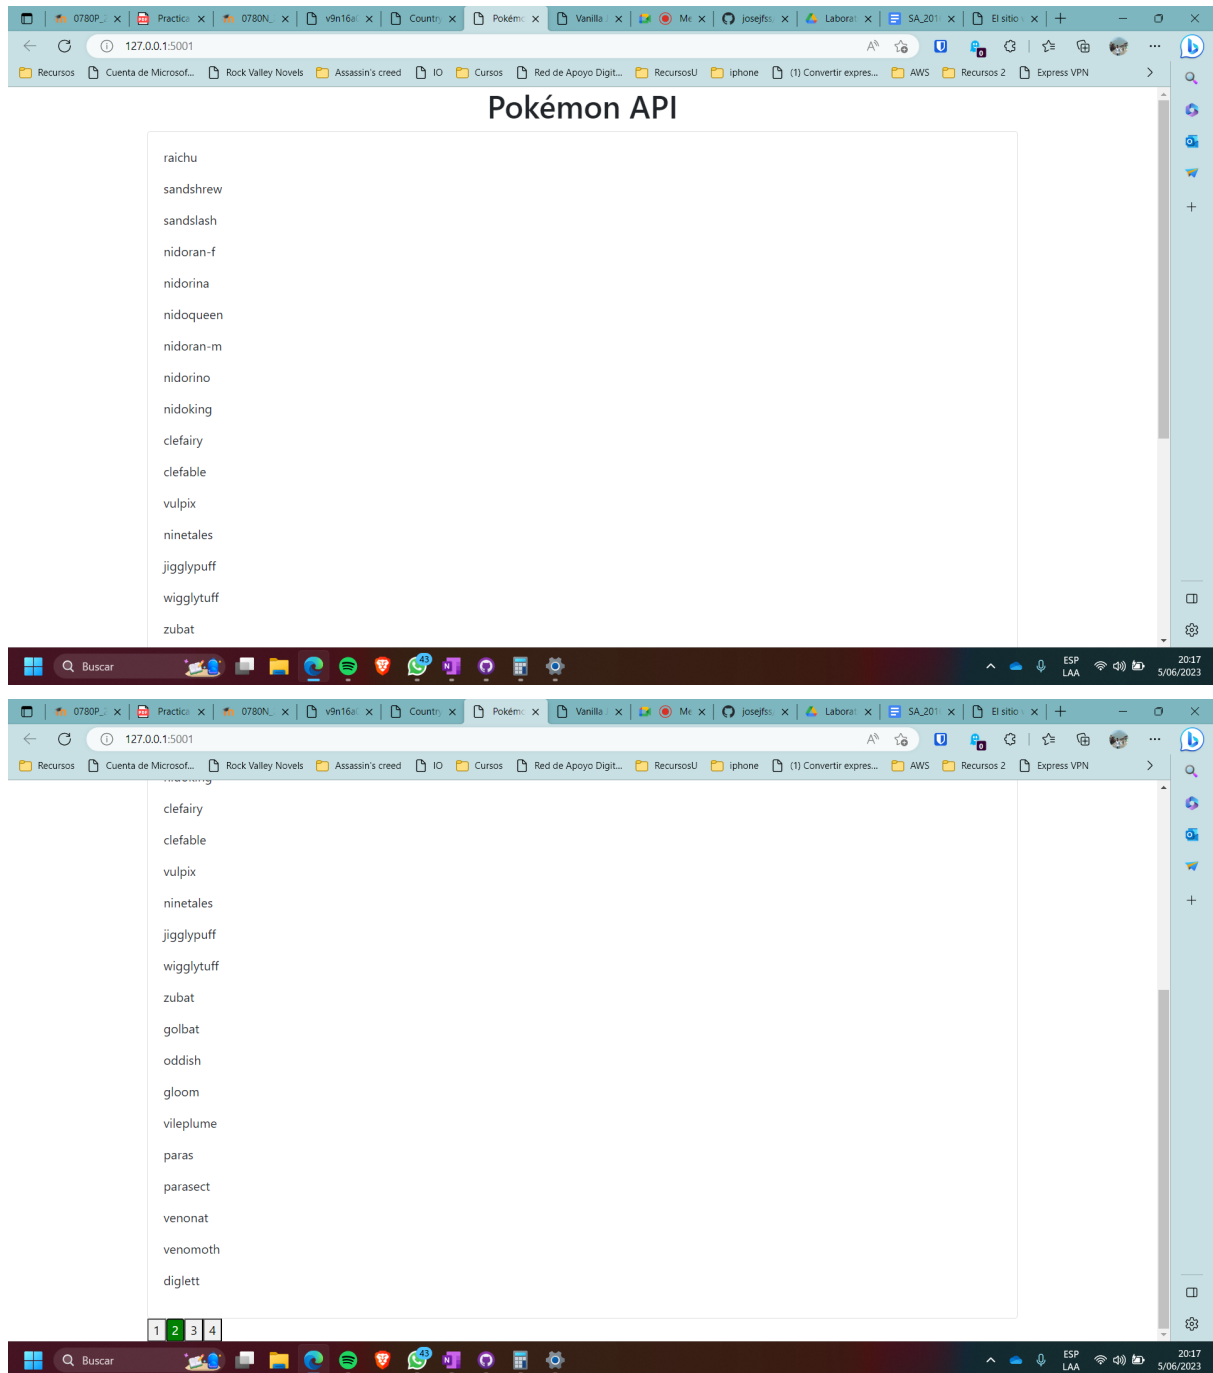 0780P_ Practica 0780N_ v9n16a Country Pokémo Vanilla J Me josejfss Laborat SA_201 El sitio
127.0.0.1:5001
Recursos Cuenta de Microsof... Rock Valley Novels Assassin's creed IO Cursos Red de Apoyo Digit... RecursosU iphone (1) Convertir expres... AWS Recursos 2 Express VPN
Pokémon API
raichu
sandshrew
sandslash
nidoran-f
nidorina
nidoqueen
nidoran-m
nidorino
nidoking
clefairy
clefable
vulpix
ninetales
jigglypuff
wigglytuff
zubat
Buscar 43 ESP 20:17
LAA 5/06/2023
0780P_ Practica 0780N_ v9n16a Country Pokémo Vanilla J Me josejfss Laborat SA_201 El sitio
127.0.0.1:5001
Recursos Cuenta de Microsof... Rock Valley Novels Assassin's creed IO Cursos Red de Apoyo Digit... RecursosU iphone (1) Convertir expres... AWS Recursos 2 Express VPN
nidoking
clefairy
clefable
vulpix
ninetales
jigglypuff
wigglytuff
zubat
golbat
oddish
gloom
vileplume
paras
parasect
venonat
venomoth
diglett
1 2 3 4
Buscar 43 ESP 20:17
LAA 5/06/2023